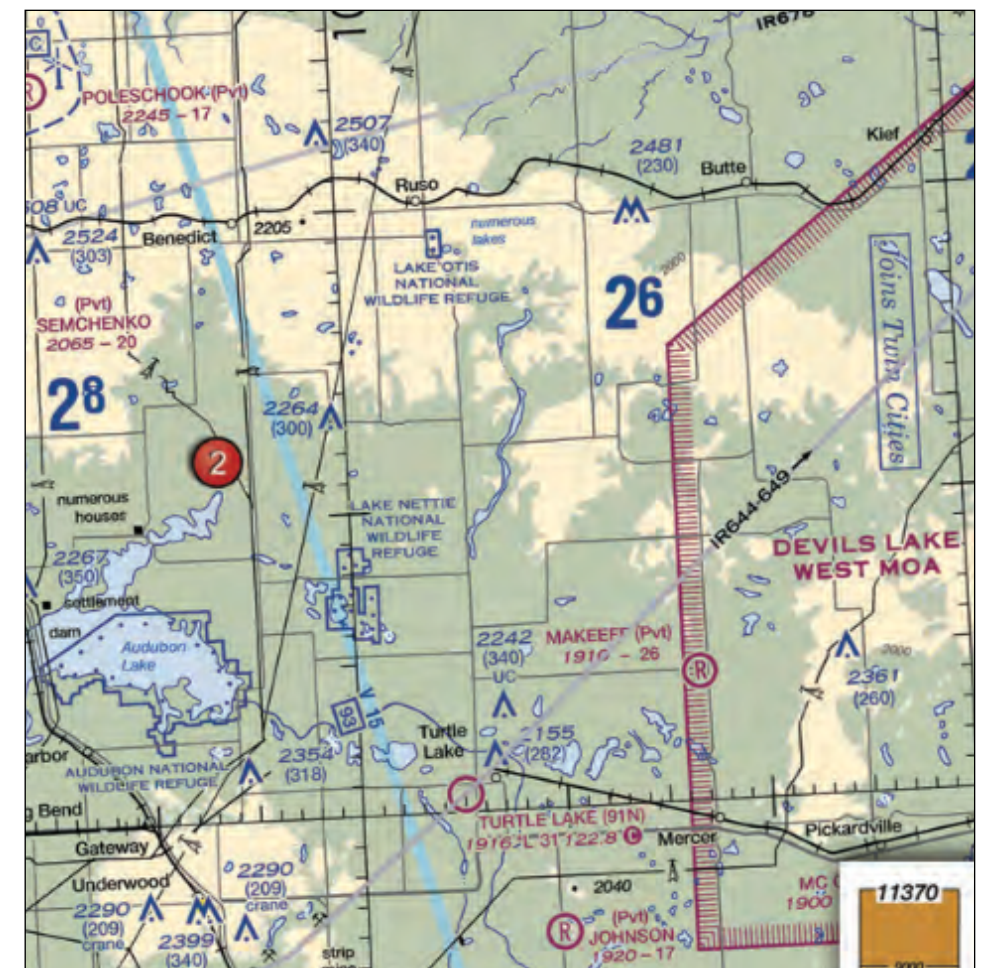 IR678
C
R
POLESCHOOK (Pvt)
2245 - 17
2507
(340)
2481
(230)
Kief
Butte
Ruso
UC
2524
(303)
Benedict
2205
numerous
lakes
LAKE OTIS
NATIONAL
WILDLIFE REFUGE
2000
26
Joins Twin Cities
(Pvt)
SEMCHENKO
2065 - 20
28
2264
(300)
2
numerous
houses
LAKE NETTIE
NATIONAL
WILDLIFE
REFUGE
IR644-649
DEVILS LAKE
WEST MOA
2267
(350)
settlement
dam
Audubon
Lake
2242
(340)
UC
MAKEEFF (Pvt)
1910 - 26
R
2000
2361
(260)
V 15
93
Turtle
Lake
2155
(282)
2354
(318)
arbor
AUDUBON NATIONAL
WILDLIFE REFUGE
g Bend
TURTLE LAKE (91N)
1916 *L 31 122.8 C
Mercer
Pickardville
Gateway
Underwood
2290
(209)
crane
2290
(209)
crane
2399
(340)
2040
R
(Pvt)
JOHNSON
1920 - 17
strip
MC
1900
11370
9000